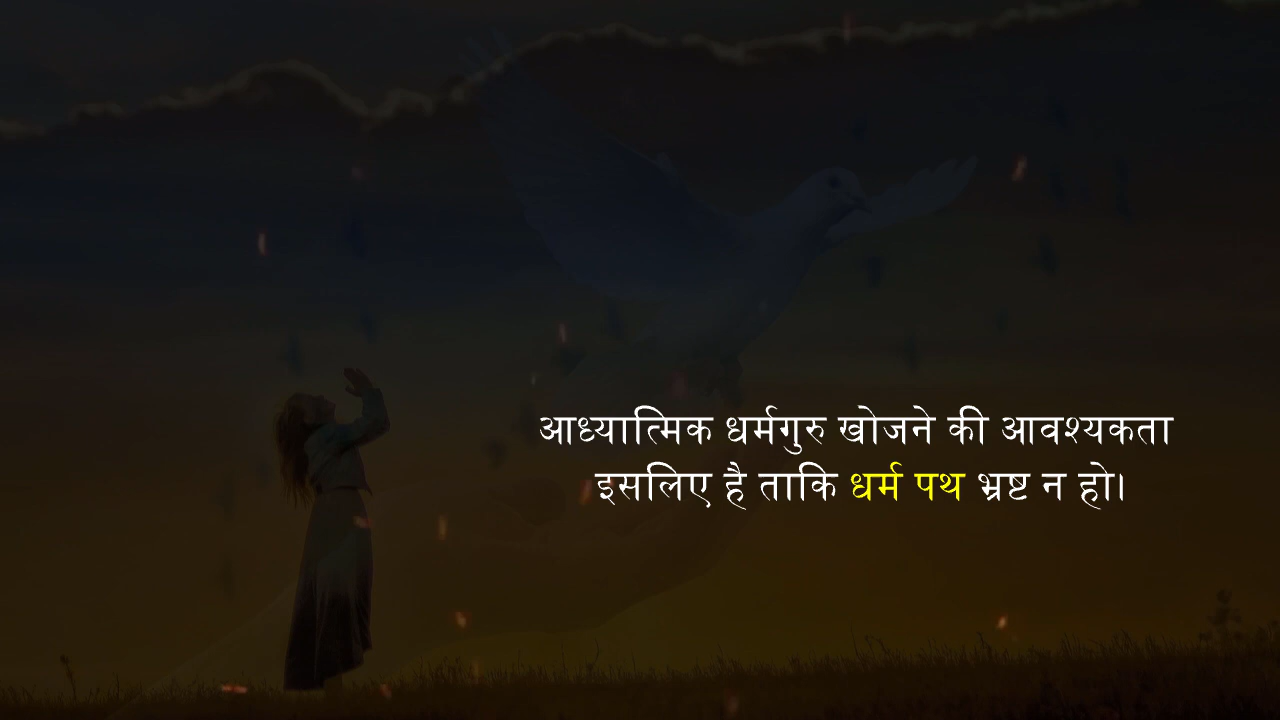 आध्यात्मिक धर्मगुरु खोजने की आवश्यकता
इसलिए है ताकि धर्म पथ भ्रष्ट न हो।